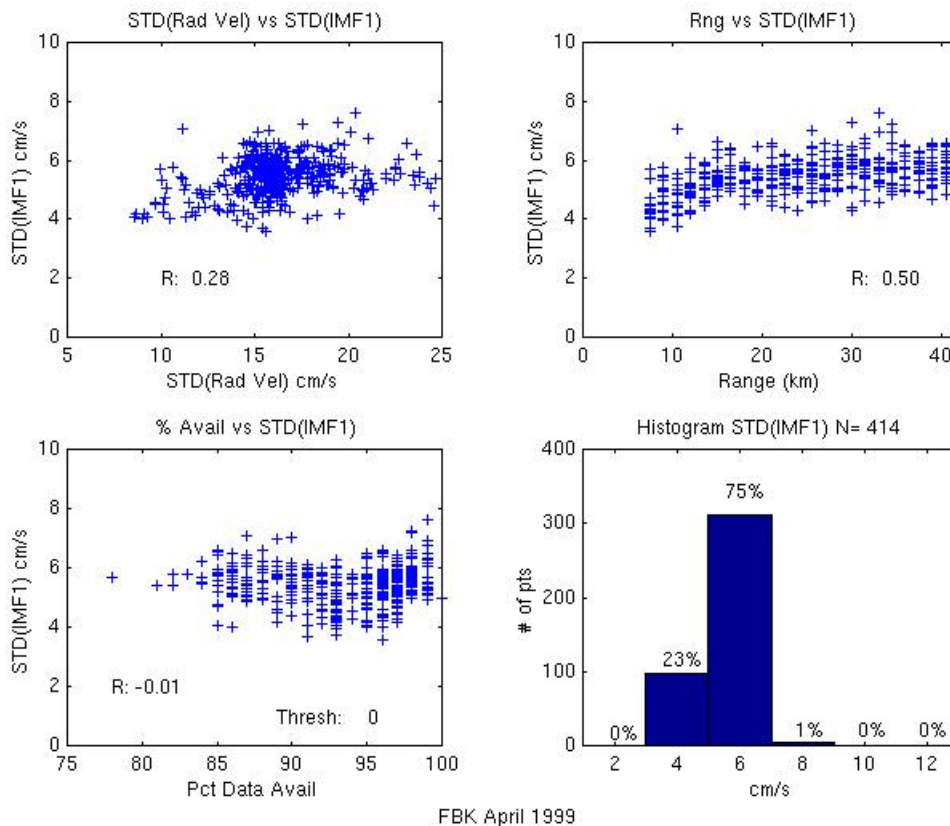 STD(Rad Vel) vs STD(IMF1)
10
8
6
4
2
0
STD(IMF1) cm/s
R: 0.28
5 10 15 20 25
STD(Rad Vel) cm/s
Rng vs STD(IMF1)
10
8
6
4
2
0
STD(IMF1) cm/s
R: 0.50
0 10 20 30 40
Range (km)
% Avail vs STD(IMF1)
10
8
6
4
2
0
STD(IMF1) cm/s
R: -0.01
Thresh: 0
75 80 85 90 95 100
Pct Data Avail
Histogram STD(IMF1) N= 414
400
300
200
100
0
# of pts
75%
23%
0% 1% 0% 0%
2 4 6 8 10 12
cm/s
FBK April 1999